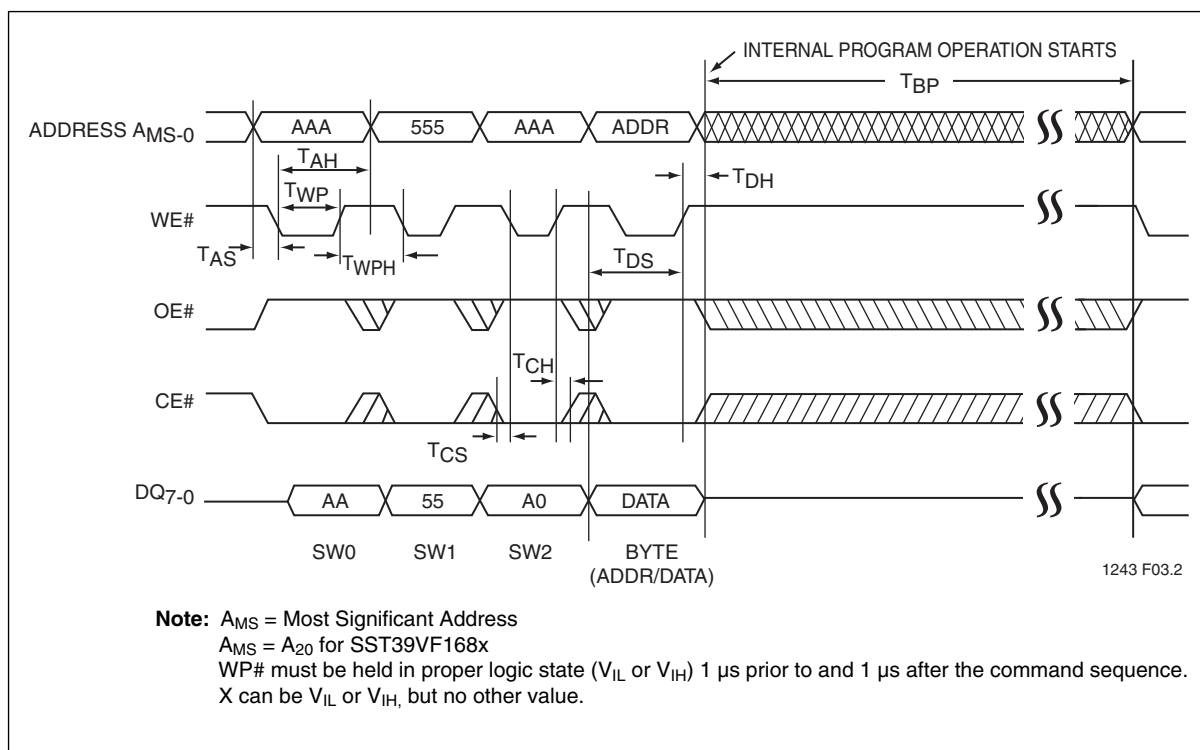 INTERNAL PROGRAM OPERATION STARTS
TBP
ADDRESS AMS-0
AAA
555
AAA
ADDR
TAH
TDH
TWP
WE#
TAS
TWPH
TDS
OE#
TCH
CE#
TCS
DQ7-0
AA
55
A0
DATA
SW0
SW1
SW2
BYTE
(ADDR/DATA)
1243 F03.2
Note: AMS = Most Significant Address
AMS = A20 for SST39VF168x
WP# must be held in proper logic state (VIL or VIH) 1 µs prior to and 1 µs after the command sequence.
X can be VIL or VIH, but no other value.